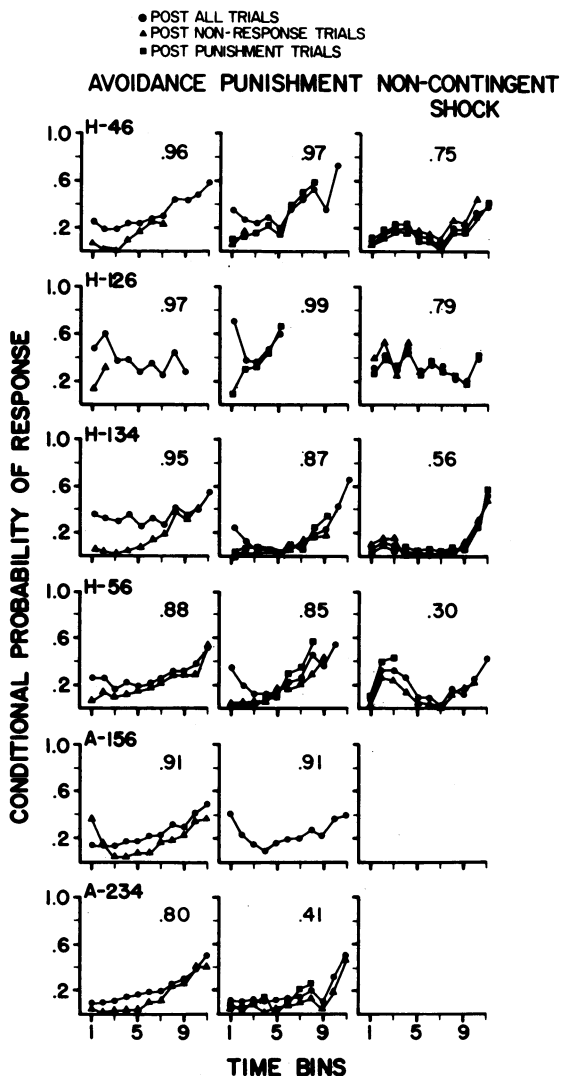 ● POST ALL TRIALS
▲ POST NON-RESPONSE TRIALS
■ POST PUNISHMENT TRIALS
AVOIDANCE PUNISHMENT NON-CONTINGENT
SHOCK
CONDITIONAL PROBABILITY OF RESPONSE
H-46
1.0 .96 .97 .75
.6
.2
H-126
1.0 .97 .99 .79
.6
.2
H-134
1.0 .95 .87 .56
.6
.2
H-56
1.0 .88 .85 .30
.6
.2
A-156
1.0 .91 .91
.6
.2
A-234
1.0 .80 .41
.6
.2
1 5 9 1 5 9 1 5 9
TIME BINS